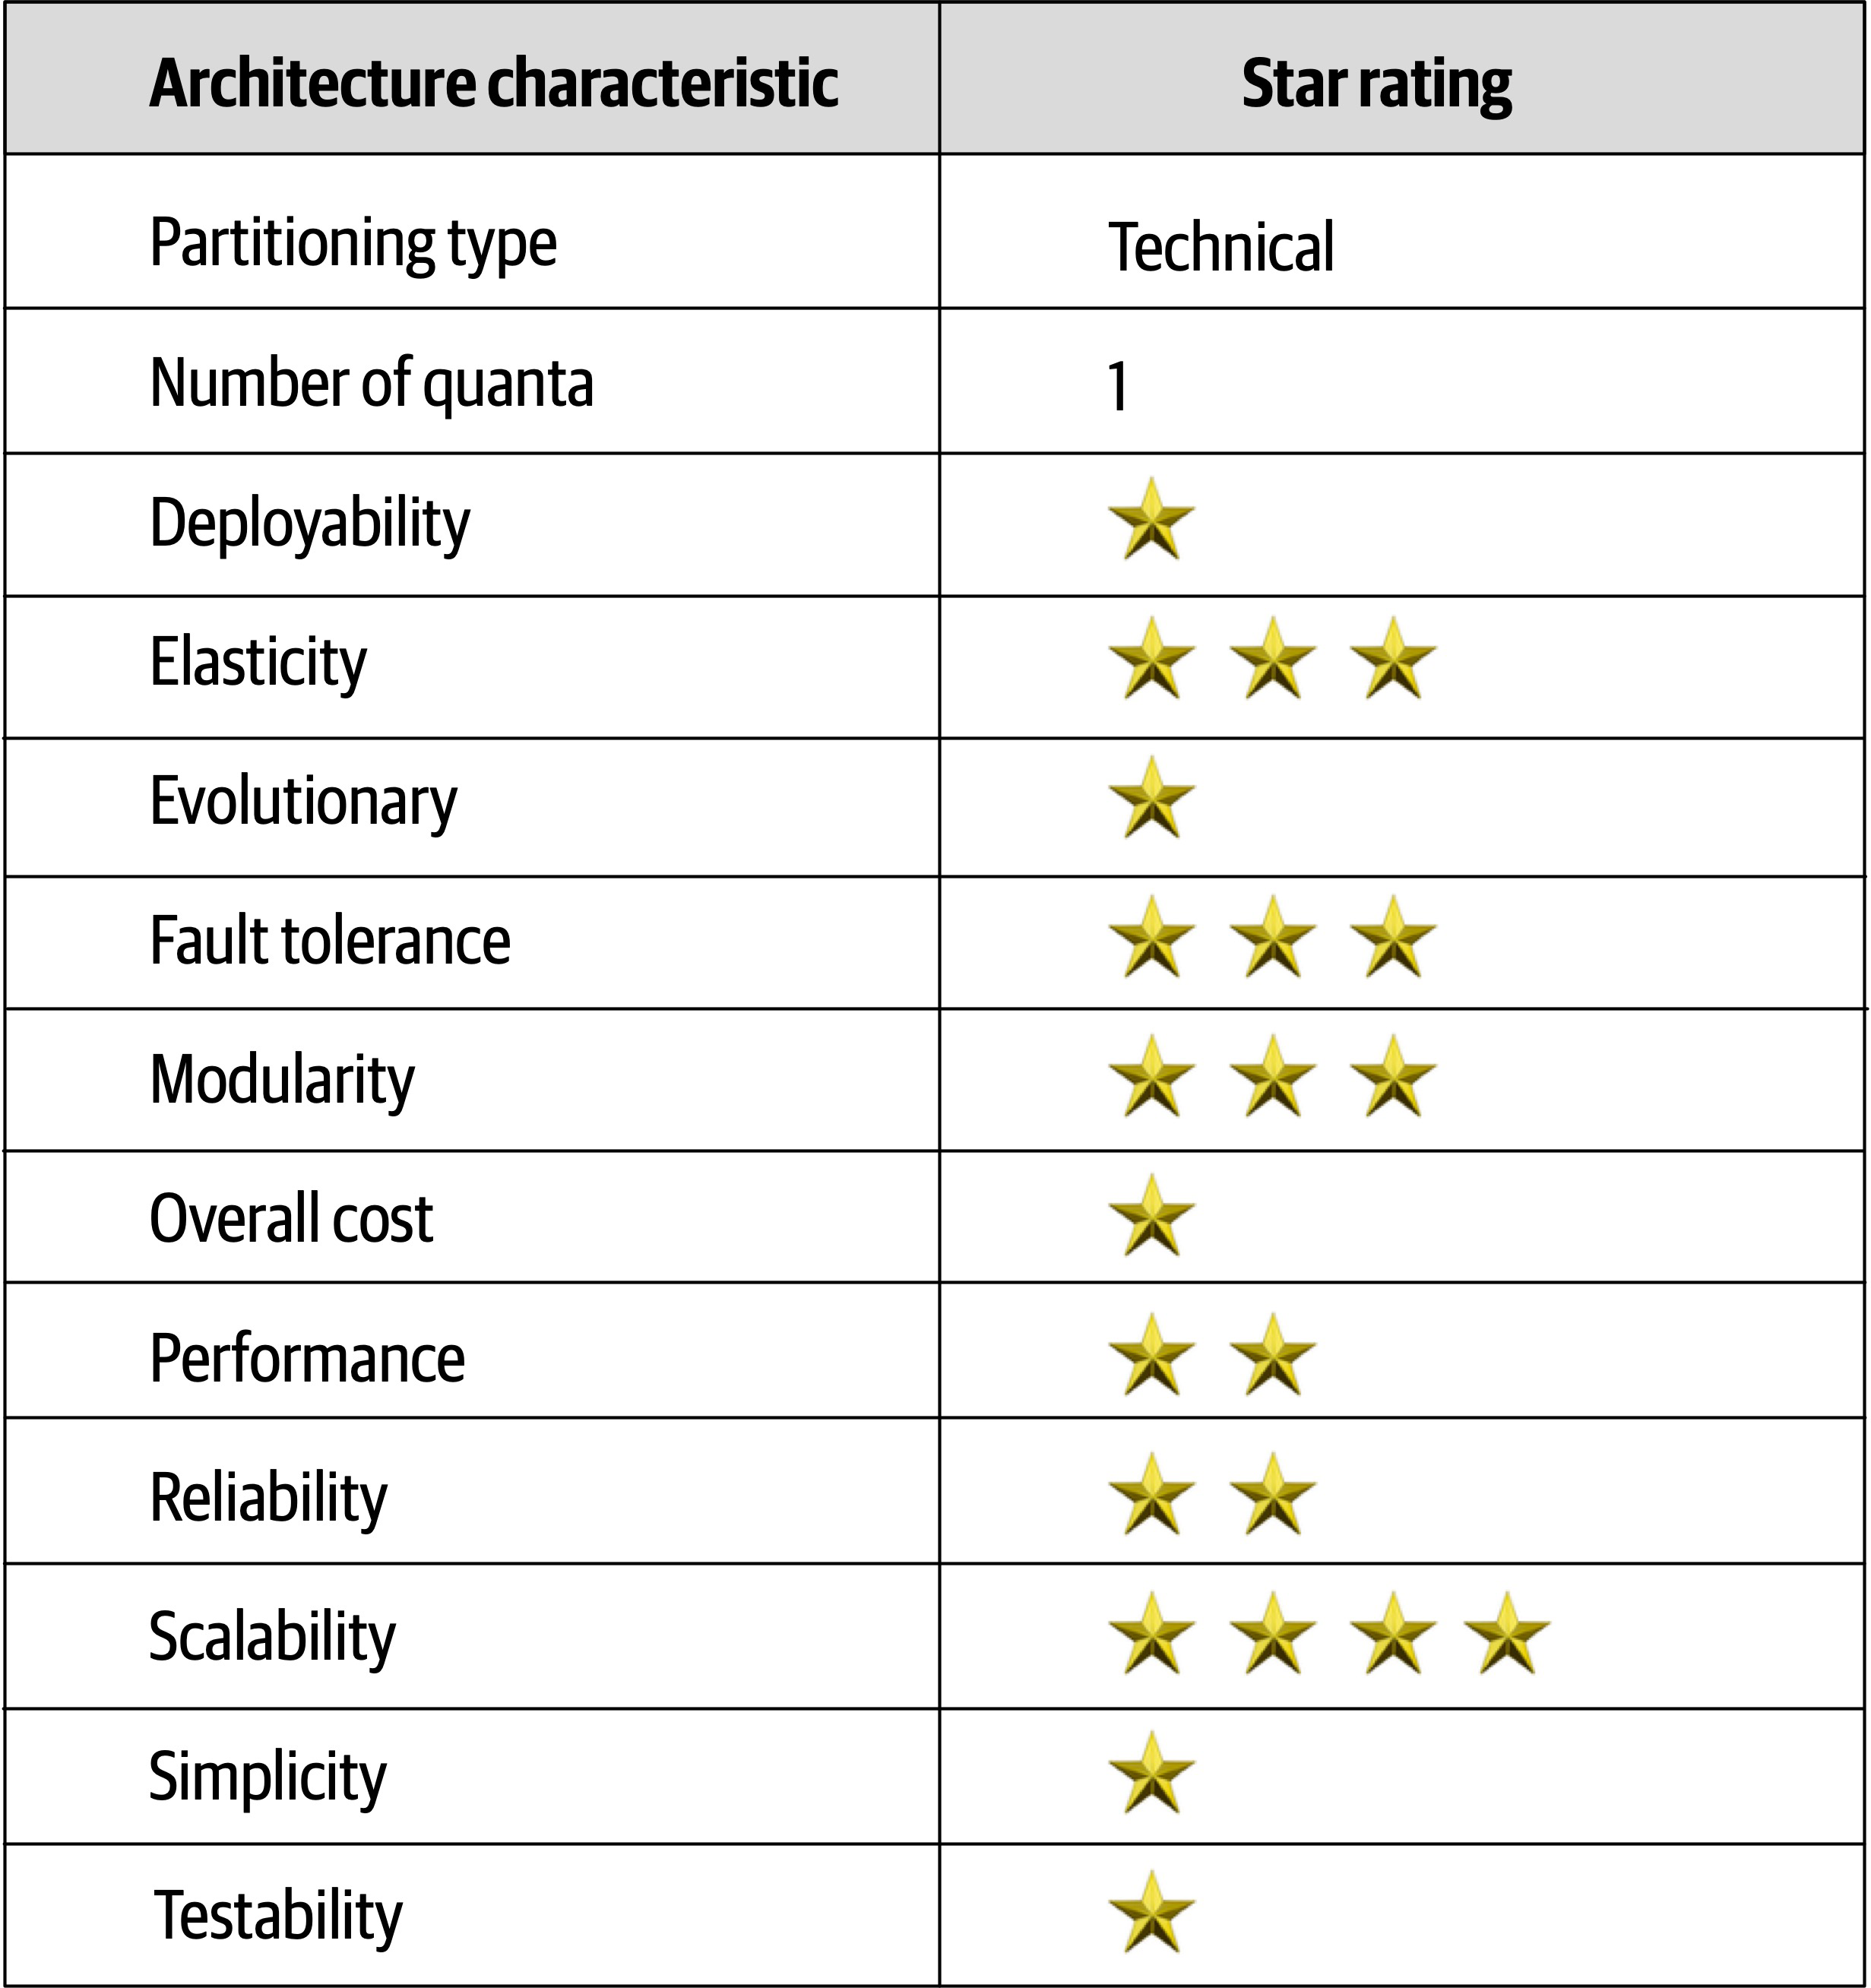 Architecture characteristic Star rating
Partitioning type Technical
Number of quanta 1
Deployability
Elasticity
Evolutionary
Fault tolerance
Modularity
Overall cost
Performance
Reliability
Scalability
Simplicity
Testability